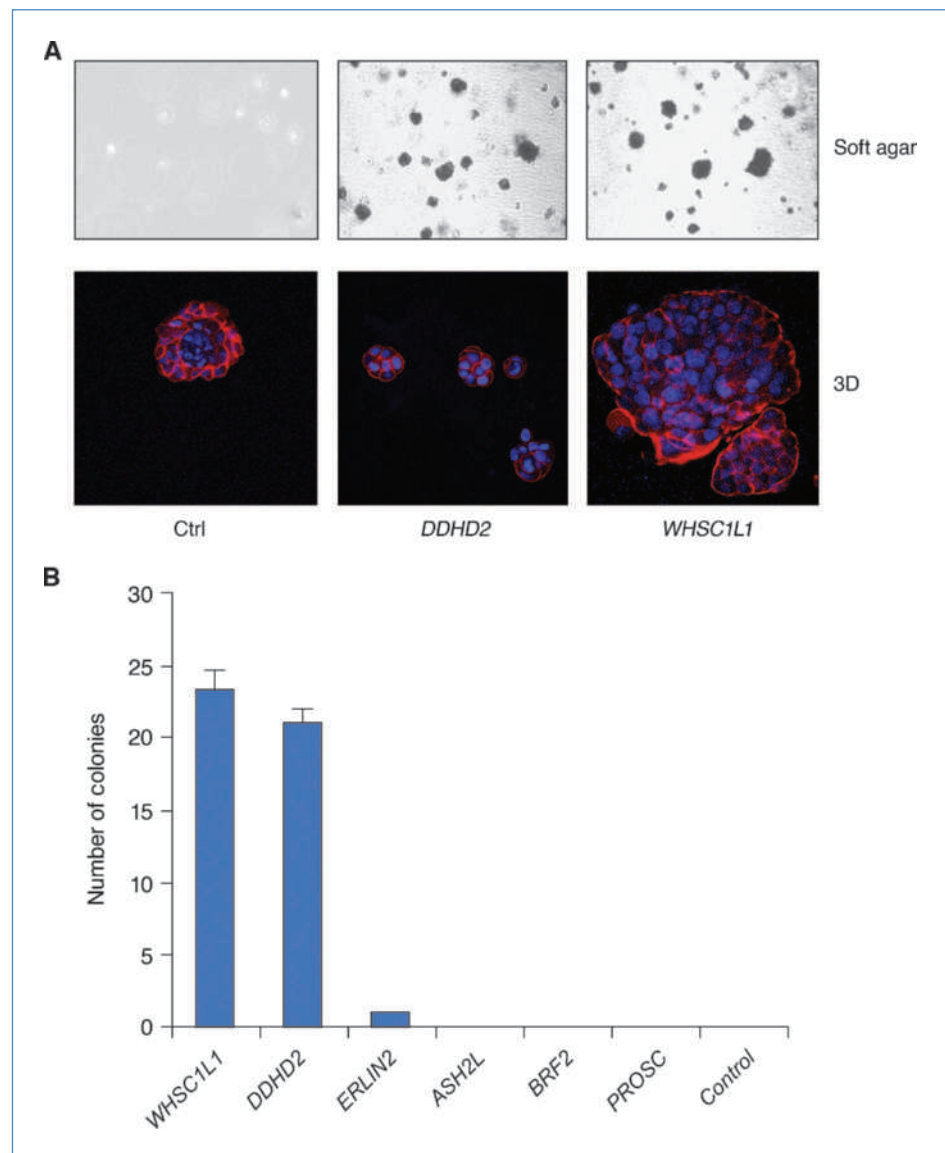 A
Soft agar
3D
Ctrl
DDHD2
WHSC1L1
B
Number of colonies
30
25
20
15
10
5
0
WHSC1L1
DDHD2
ERLIN2
ASH2L
BRF2
PROSC
Control